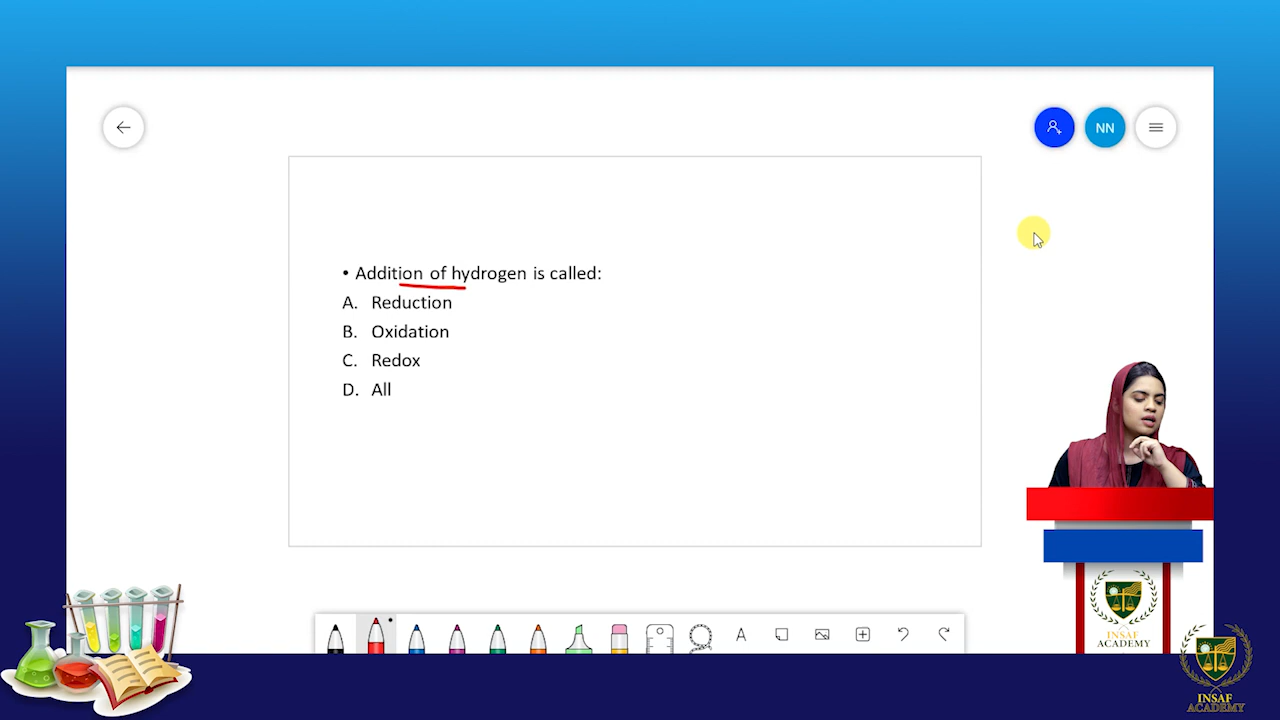 NN
• Addition of hydrogen is called:
A. Reduction
B. Oxidation
C. Redox
D. All
A
INSAF
ACADEMY
INSAF
ACADEMY